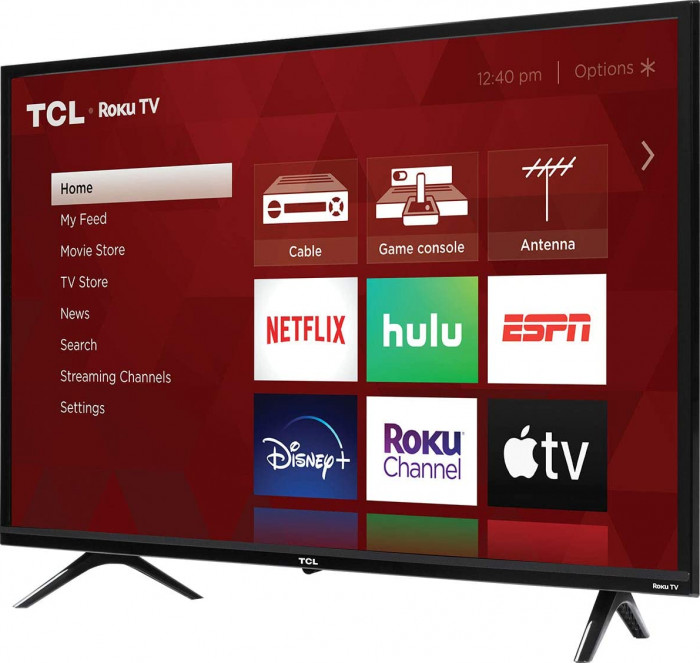 TCL • Roku TV
12:40 pm
Options
Home
My Feed
Movie Store
TV Store
News
Search
Streaming Channels
Settings
Cable
Game console
Antenna
NETFLIX
hulu
ESPN
Disney+
Roku
Channel
tv
TCL
Roku TV